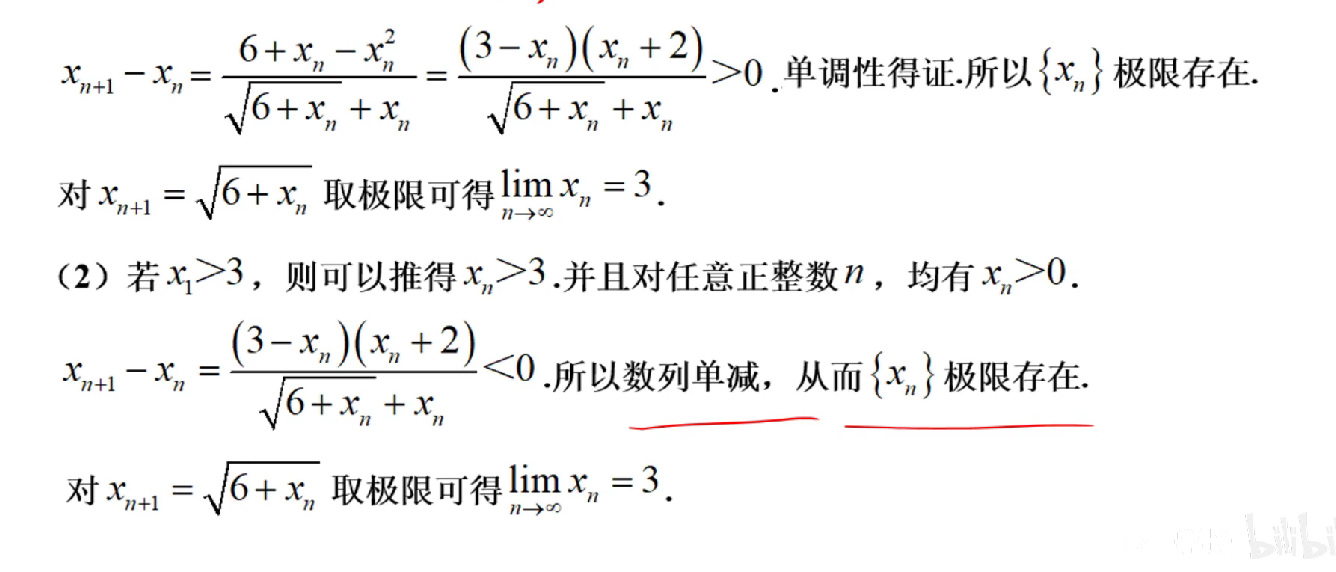 x_{n+1} − x_n = \frac{6 + x_n − x_n^2}{\sqrt{6 + x_n} + x_n} = \frac{(3 − x_n)(x_n + 2)}{\sqrt{6 + x_n} + x_n} > 0 .单调性得证.所以{x_n}极限存在.
对 x_{n+1} = \sqrt{6 + x_n} 取极限可得 \lim_{n→∞} x_n = 3 .
（2）若 x_1 > 3，则可以推得 x_n > 3 .并且对任意正整数 n，均有 x_n > 0 .
x_{n+1} − x_n = \frac{(3 − x_n)(x_n + 2)}{\sqrt{6 + x_n} + x_n} < 0 .所以数列单减，从而{x_n}极限存在.
对 x_{n+1} = \sqrt{6 + x_n} 取极限可得 \lim_{n→∞} x_n = 3 .
bilibi